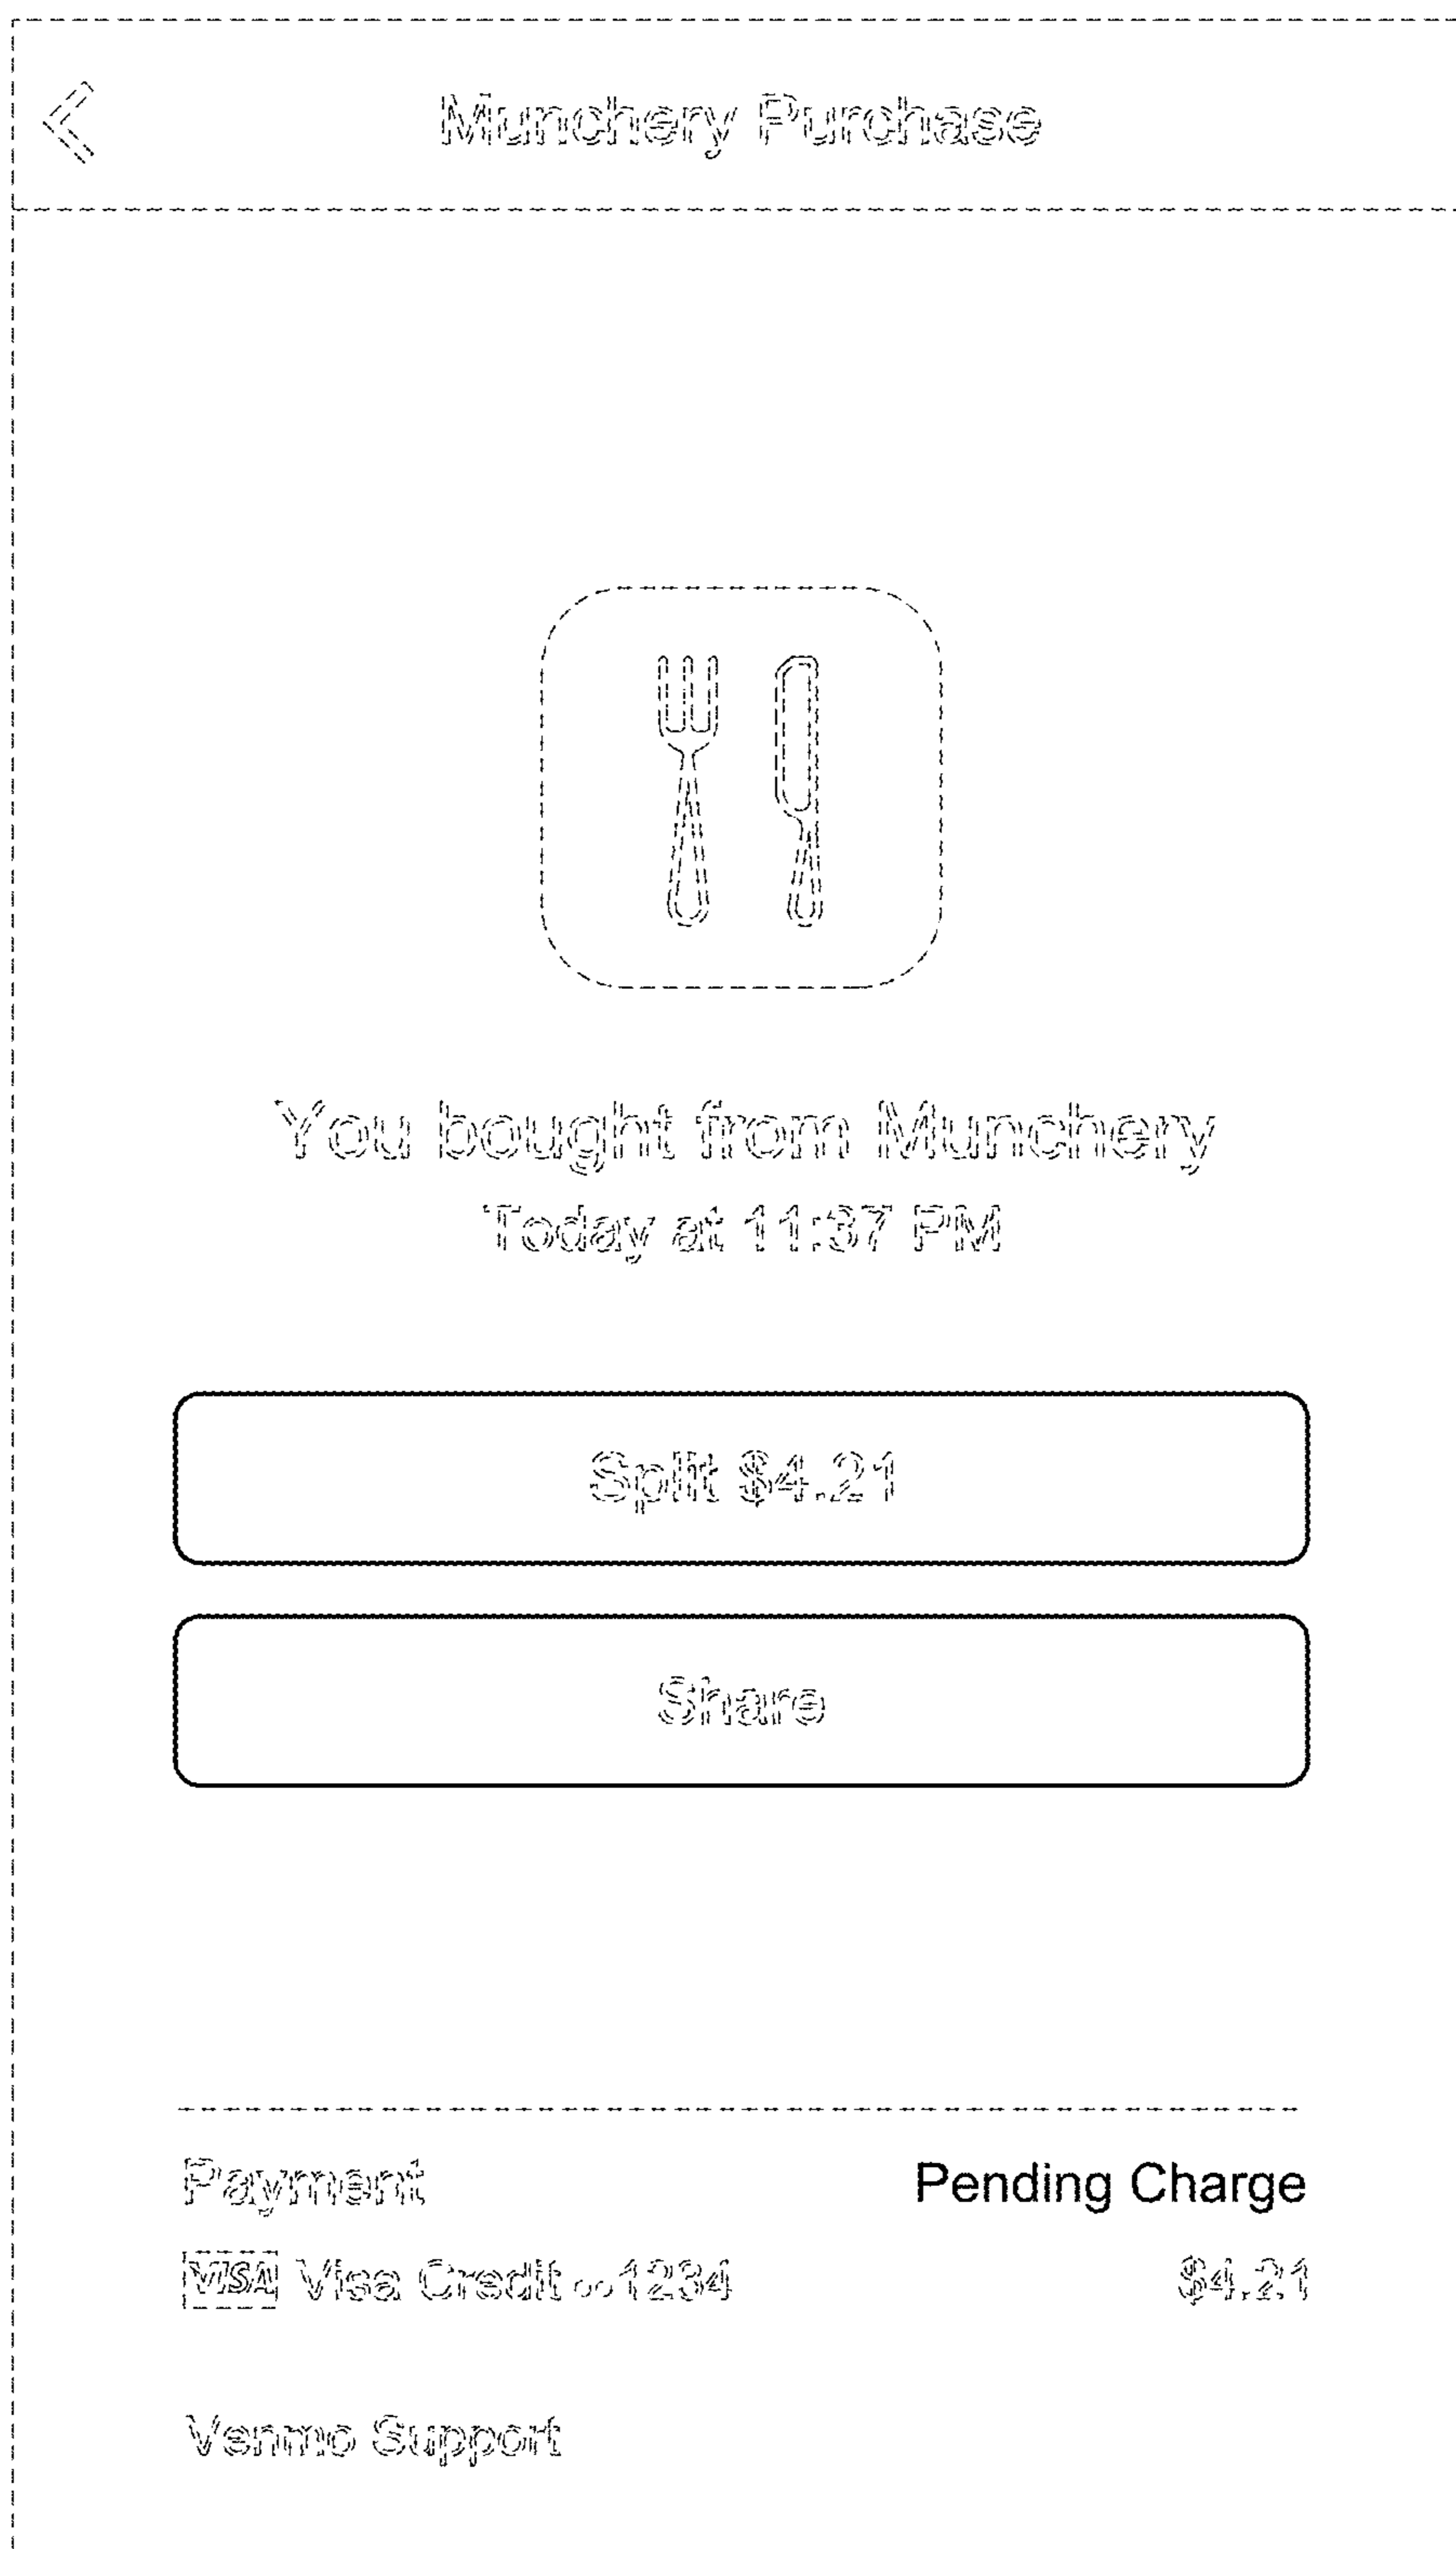 Munchery Purchase
You bought from Munchery
Today at 11:37 PM
Split $4.21
Share
Payment Pending Charge
VISA Visa Credit ••1234 $4.21
Venmo Support